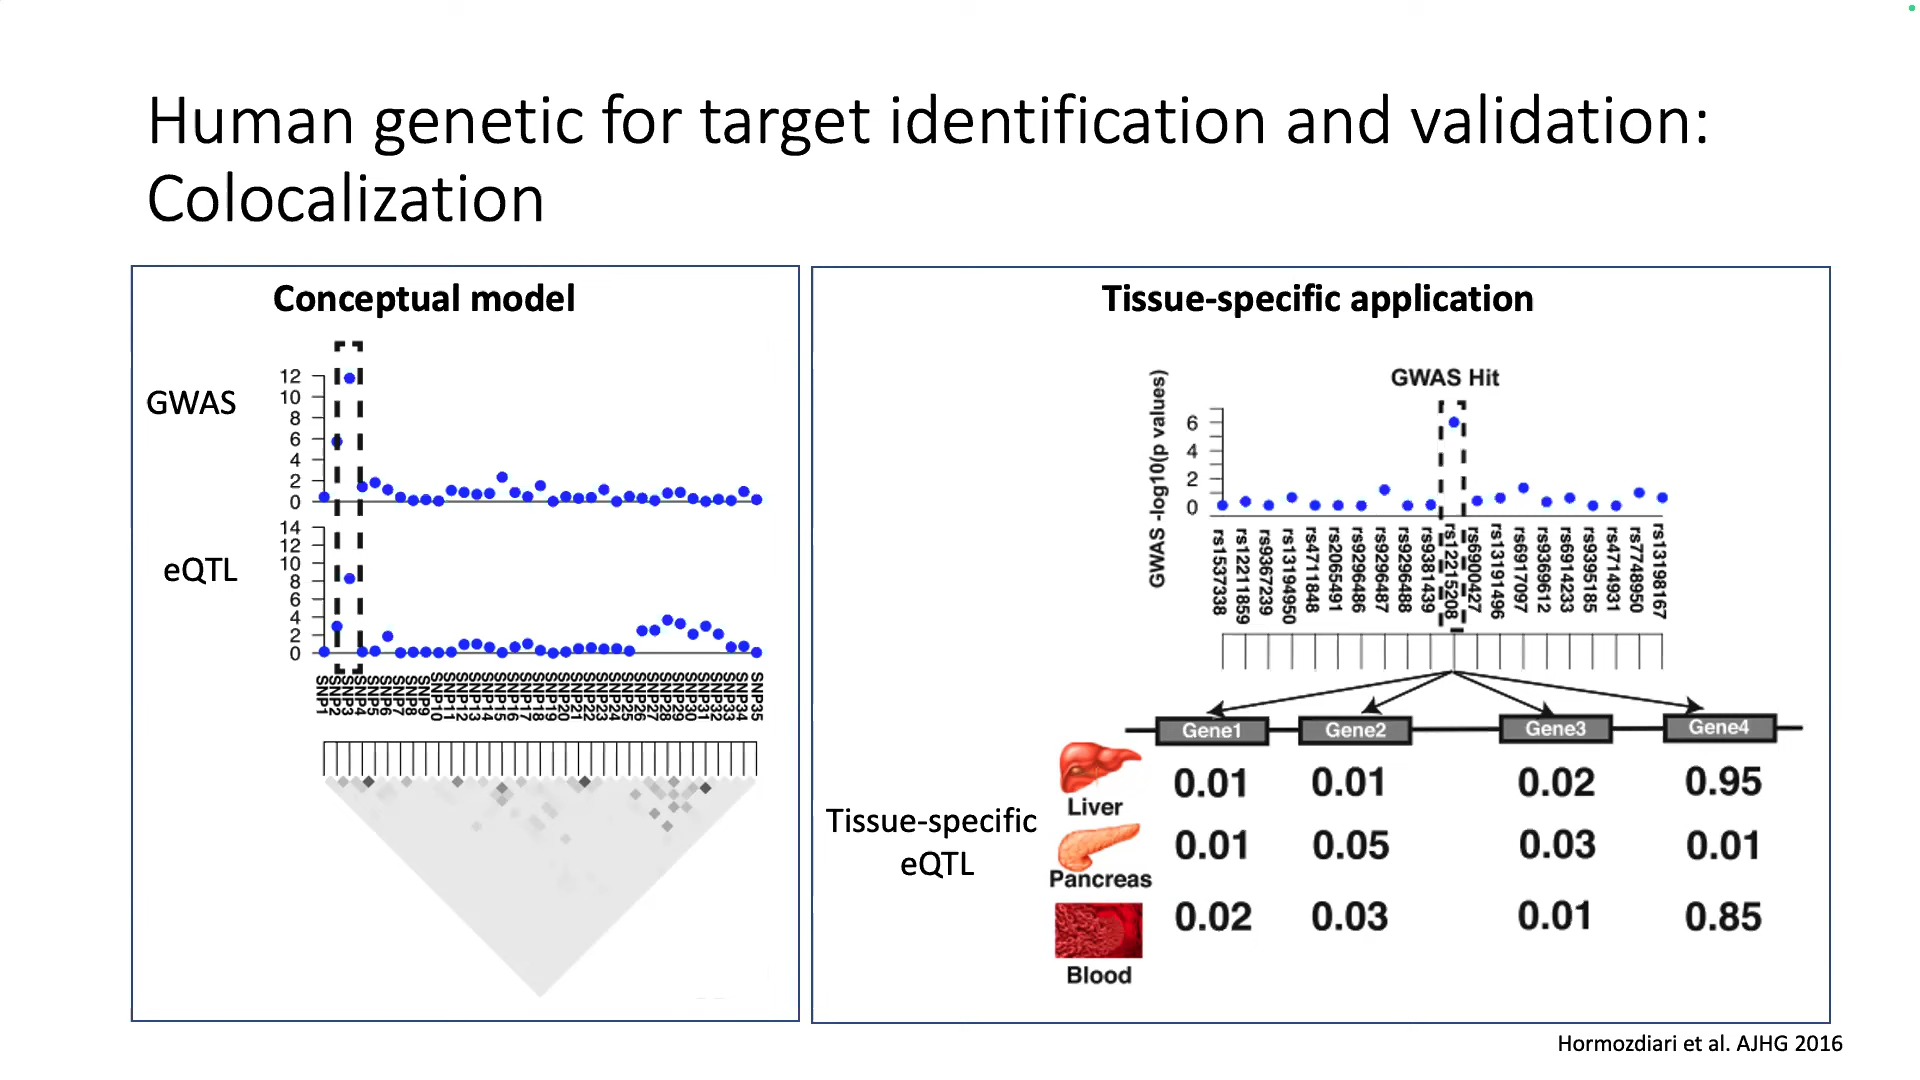 Human genetic for target identification and validation:
Colocalization
Conceptual model
GWAS
12
10
8
6
4
2
0
eQTL
14
12
10
8
6
4
2
0
SNP1
SNP2
SNP3
SNP4
SNP5
SNP6
SNP7
SNP8
SNP9
SNP10
SNP11
SNP12
SNP13
SNP14
SNP15
SNP16
SNP17
SNP18
SNP19
SNP20
SNP21
SNP22
SNP23
SNP24
SNP25
SNP26
SNP27
SNP28
SNP29
SNP30
SNP31
SNP32
SNP33
SNP34
SNP35
Tissue-specific application
GWAS Hit
GWAS -log10(p values)
6
4
2
0
rs1537338
rs12211859
rs9367239
rs13194950
rs4711848
rs2065491
rs9296486
rs9296487
rs9296488
rs9381439
rs12215208
rs6900427
rs13191496
rs6917097
rs9369612
rs6914233
rs9395185
rs4714931
rs7748950
rs13198167
Gene1 Gene2 Gene3 Gene4
Tissue-specific
eQTL
Liver
0.01 0.01 0.02 0.95
Pancreas
0.01 0.05 0.03 0.01
Blood
0.02 0.03 0.01 0.85
Hormozdiari et al. AJHG 2016